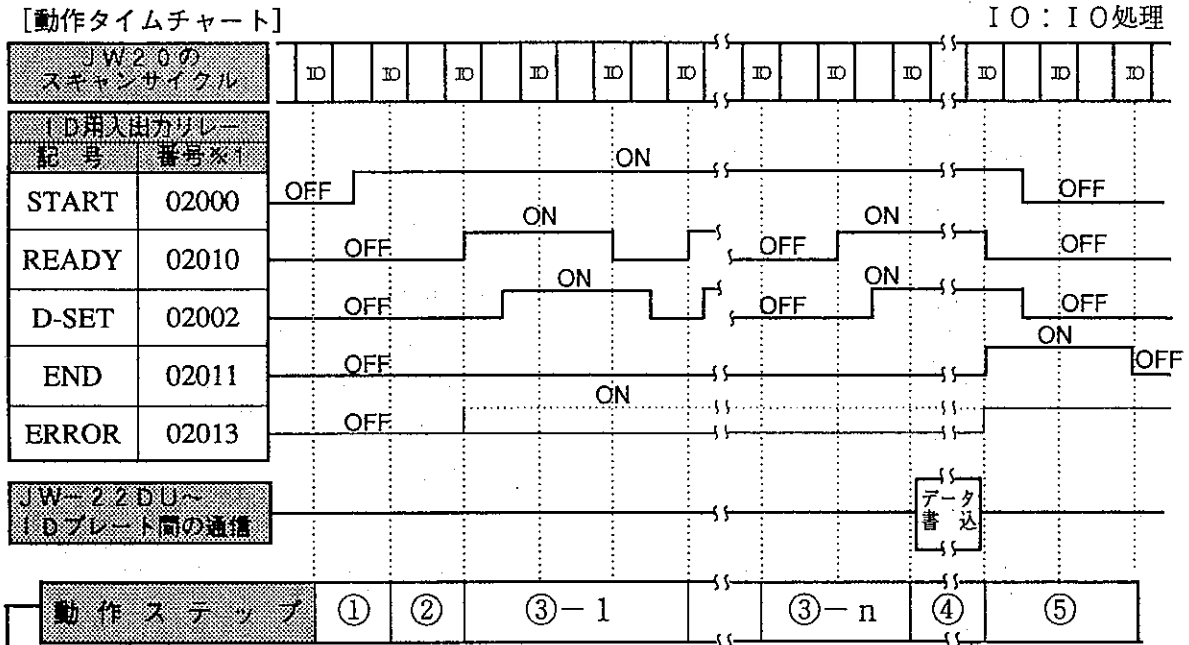 [動作タイムチャート]
ＩＯ：ＩＯ処理
ＪＷ２０の
スキャンサイクル
IO IO IO IO IO IO IO IO IO IO IO IO
ＩＤ用入出力リレー
記 号 番号※1
START 02000 OFF ON OFF
READY 02010 OFF ON OFF ON OFF
D-SET 02002 OFF ON OFF ON OFF
END 02011 OFF ON OFF
ERROR 02013 OFF ON
ＪＷ－２２ＤＵ～
ＩＤプレート間の通信
データ
書 込
動 作 ス テ ッ プ ① ② ③－１ ③－ｎ ④ ⑤